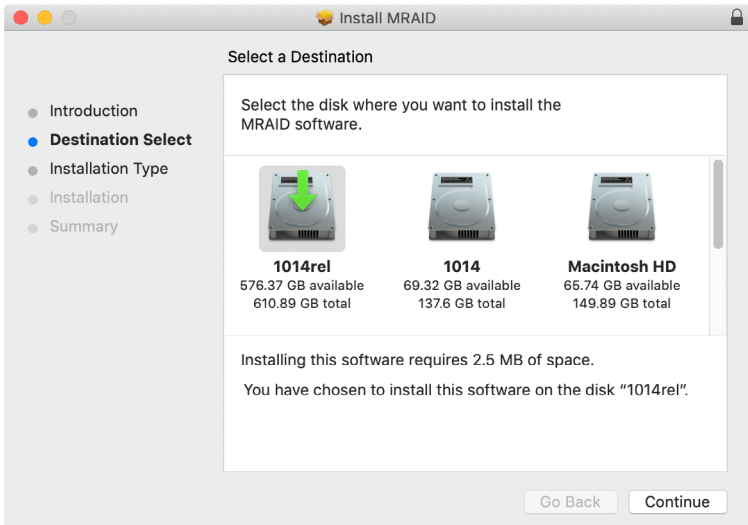 Install MRAID
Select a Destination
Introduction
Destination Select
Installation Type
Installation
Summary
Select the disk where you want to install the
MRAID software.
1014rel
576.37 GB available
610.89 GB total
1014
69.32 GB available
137.6 GB total
Macintosh HD
65.74 GB available
149.89 GB total
Installing this software requires 2.5 MB of space.
You have chosen to install this software on the disk “1014rel”.
Go Back
Continue